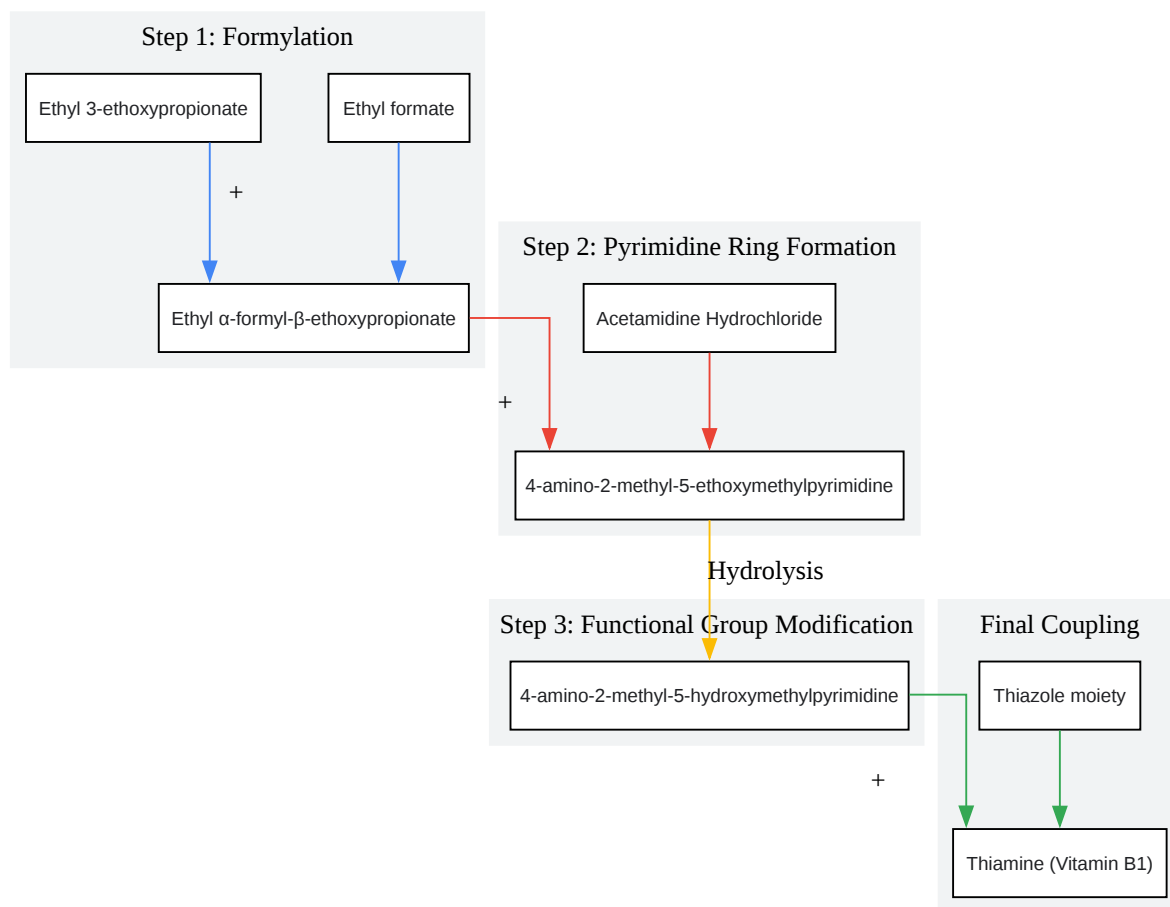 Step 1: Formylation
Ethyl 3-ethoxypropionate
Ethyl formate
+
Ethyl α-formyl-β-ethoxypropionate
Step 2: Pyrimidine Ring Formation
Acetamidine Hydrochloride
+
4-amino-2-methyl-5-ethoxymethylpyrimidine
Hydrolysis
Step 3: Functional Group Modification
4-amino-2-methyl-5-hydroxymethylpyrimidine
Final Coupling
Thiazole moiety
+
Thiamine (Vitamin B1)